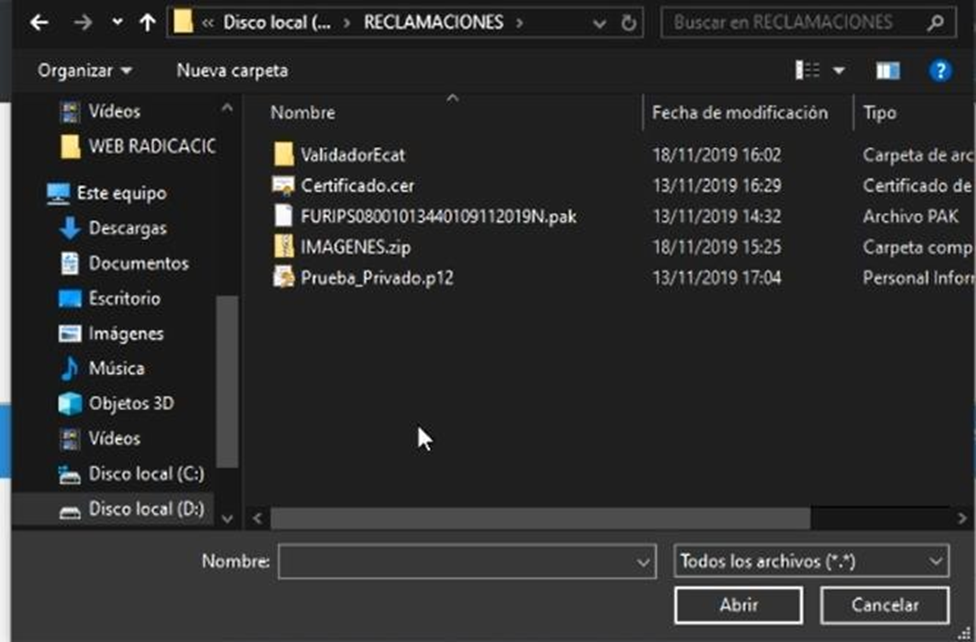 « Disco local (... › RECLAMACIONES › Buscar en RECLAMACIONES
Organizar Nueva carpeta ?
Vídeos
WEB RADICACIC
Este equipo
Descargas
Documentos
Escritorio
Imágenes
Música
Objetos 3D
Vídeos
Disco local (C:)
Disco local (D:)
Nombre Fecha de modificación Tipo
ValidadorEcat 18/11/2019 16:02 Carpeta de arc
Certificado.cer 13/11/2019 16:29 Certificado de
FURIPS08001013440109112019N.pak 13/11/2019 14:32 Archivo PAK
IMAGENES.zip 18/11/2019 15:25 Carpeta comp
Prueba_Privado.p12 13/11/2019 17:04 Personal Infor
Nombre: Todos los archivos (*.*)
Abrir Cancelar